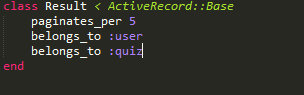 class Result < ActiveRecord::Base
    paginates_per 5
    belongs_to :user
    belongs_to :quiz
end